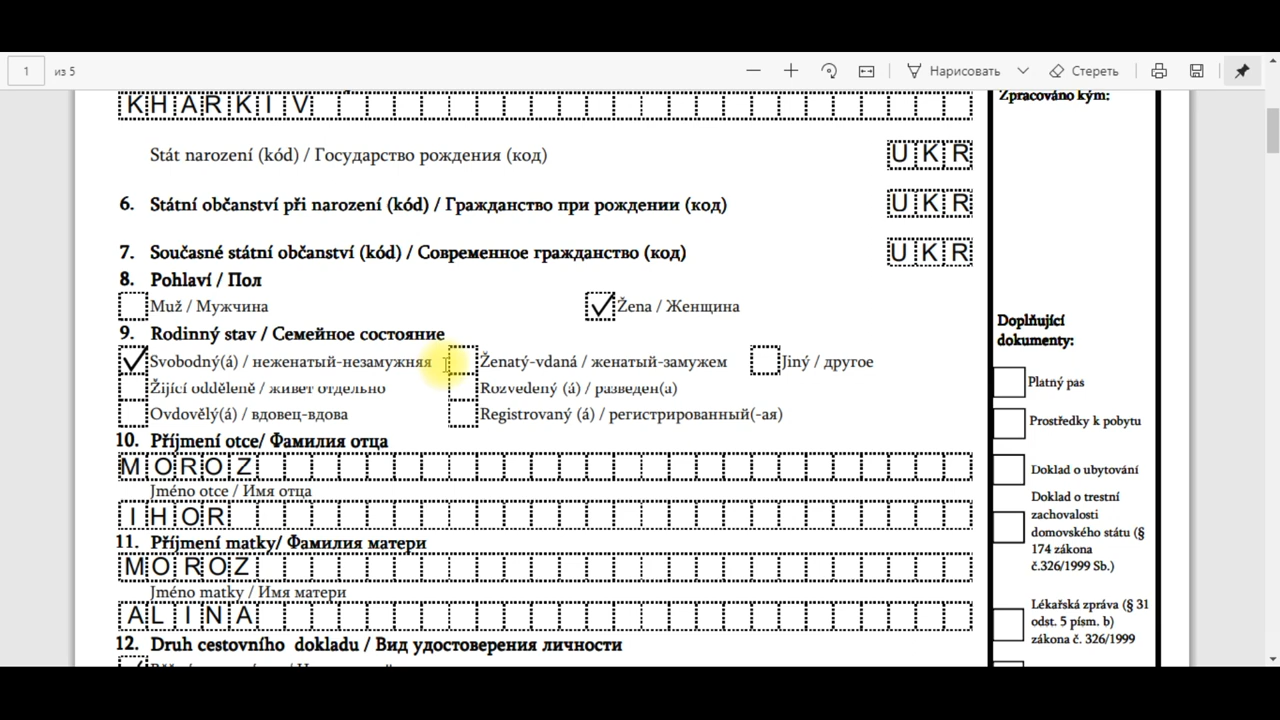 1 из 5
Нарисовать
Стереть
KHARKIV
Stát narození (kód) / Государство рождения (код)
UKR
6. Státní občanství při narození (kód) / Гражданство при рождении (код)
UKR
7. Současné státní občanství (kód) / Современное гражданство (код)
UKR
8. Pohlaví / Пол
Muž / Мужчина
Žena / Женщина
9. Rodinný stav / Семейное состояние
Svobodný(á) / неженатый-незамужняя
Ženatý-vdaná / женатый-замужем
Jiný / другое
Žijící odděleně / живет отдельно
Rozvedený (á) / разведен(а)
Ovdovělý(á) / вдовец-вдова
Registrovaný (á) / регистрированный(-ая)
10. Příjmení otce/ Фамилия отца
MOROZ
Jméno otce / Имя отца
IHOR
11. Příjmení matky/ Фамилия матери
MOROZ
Jméno matky / Имя матери
ALINA
12. Druh cestovního dokladu / Вид удостоверения личности
Zpracováno kým:
Doplňující
dokumenty:
Platný pas
Prostředky k pobytu
Doklad o ubytování
Doklad o trestní
zachovalosti
domovského státu (§
174 zákona
č.326/1999 Sb.)
Lékařská zpráva (§ 31
odst. 5 písm. b)
zákona č. 326/1999